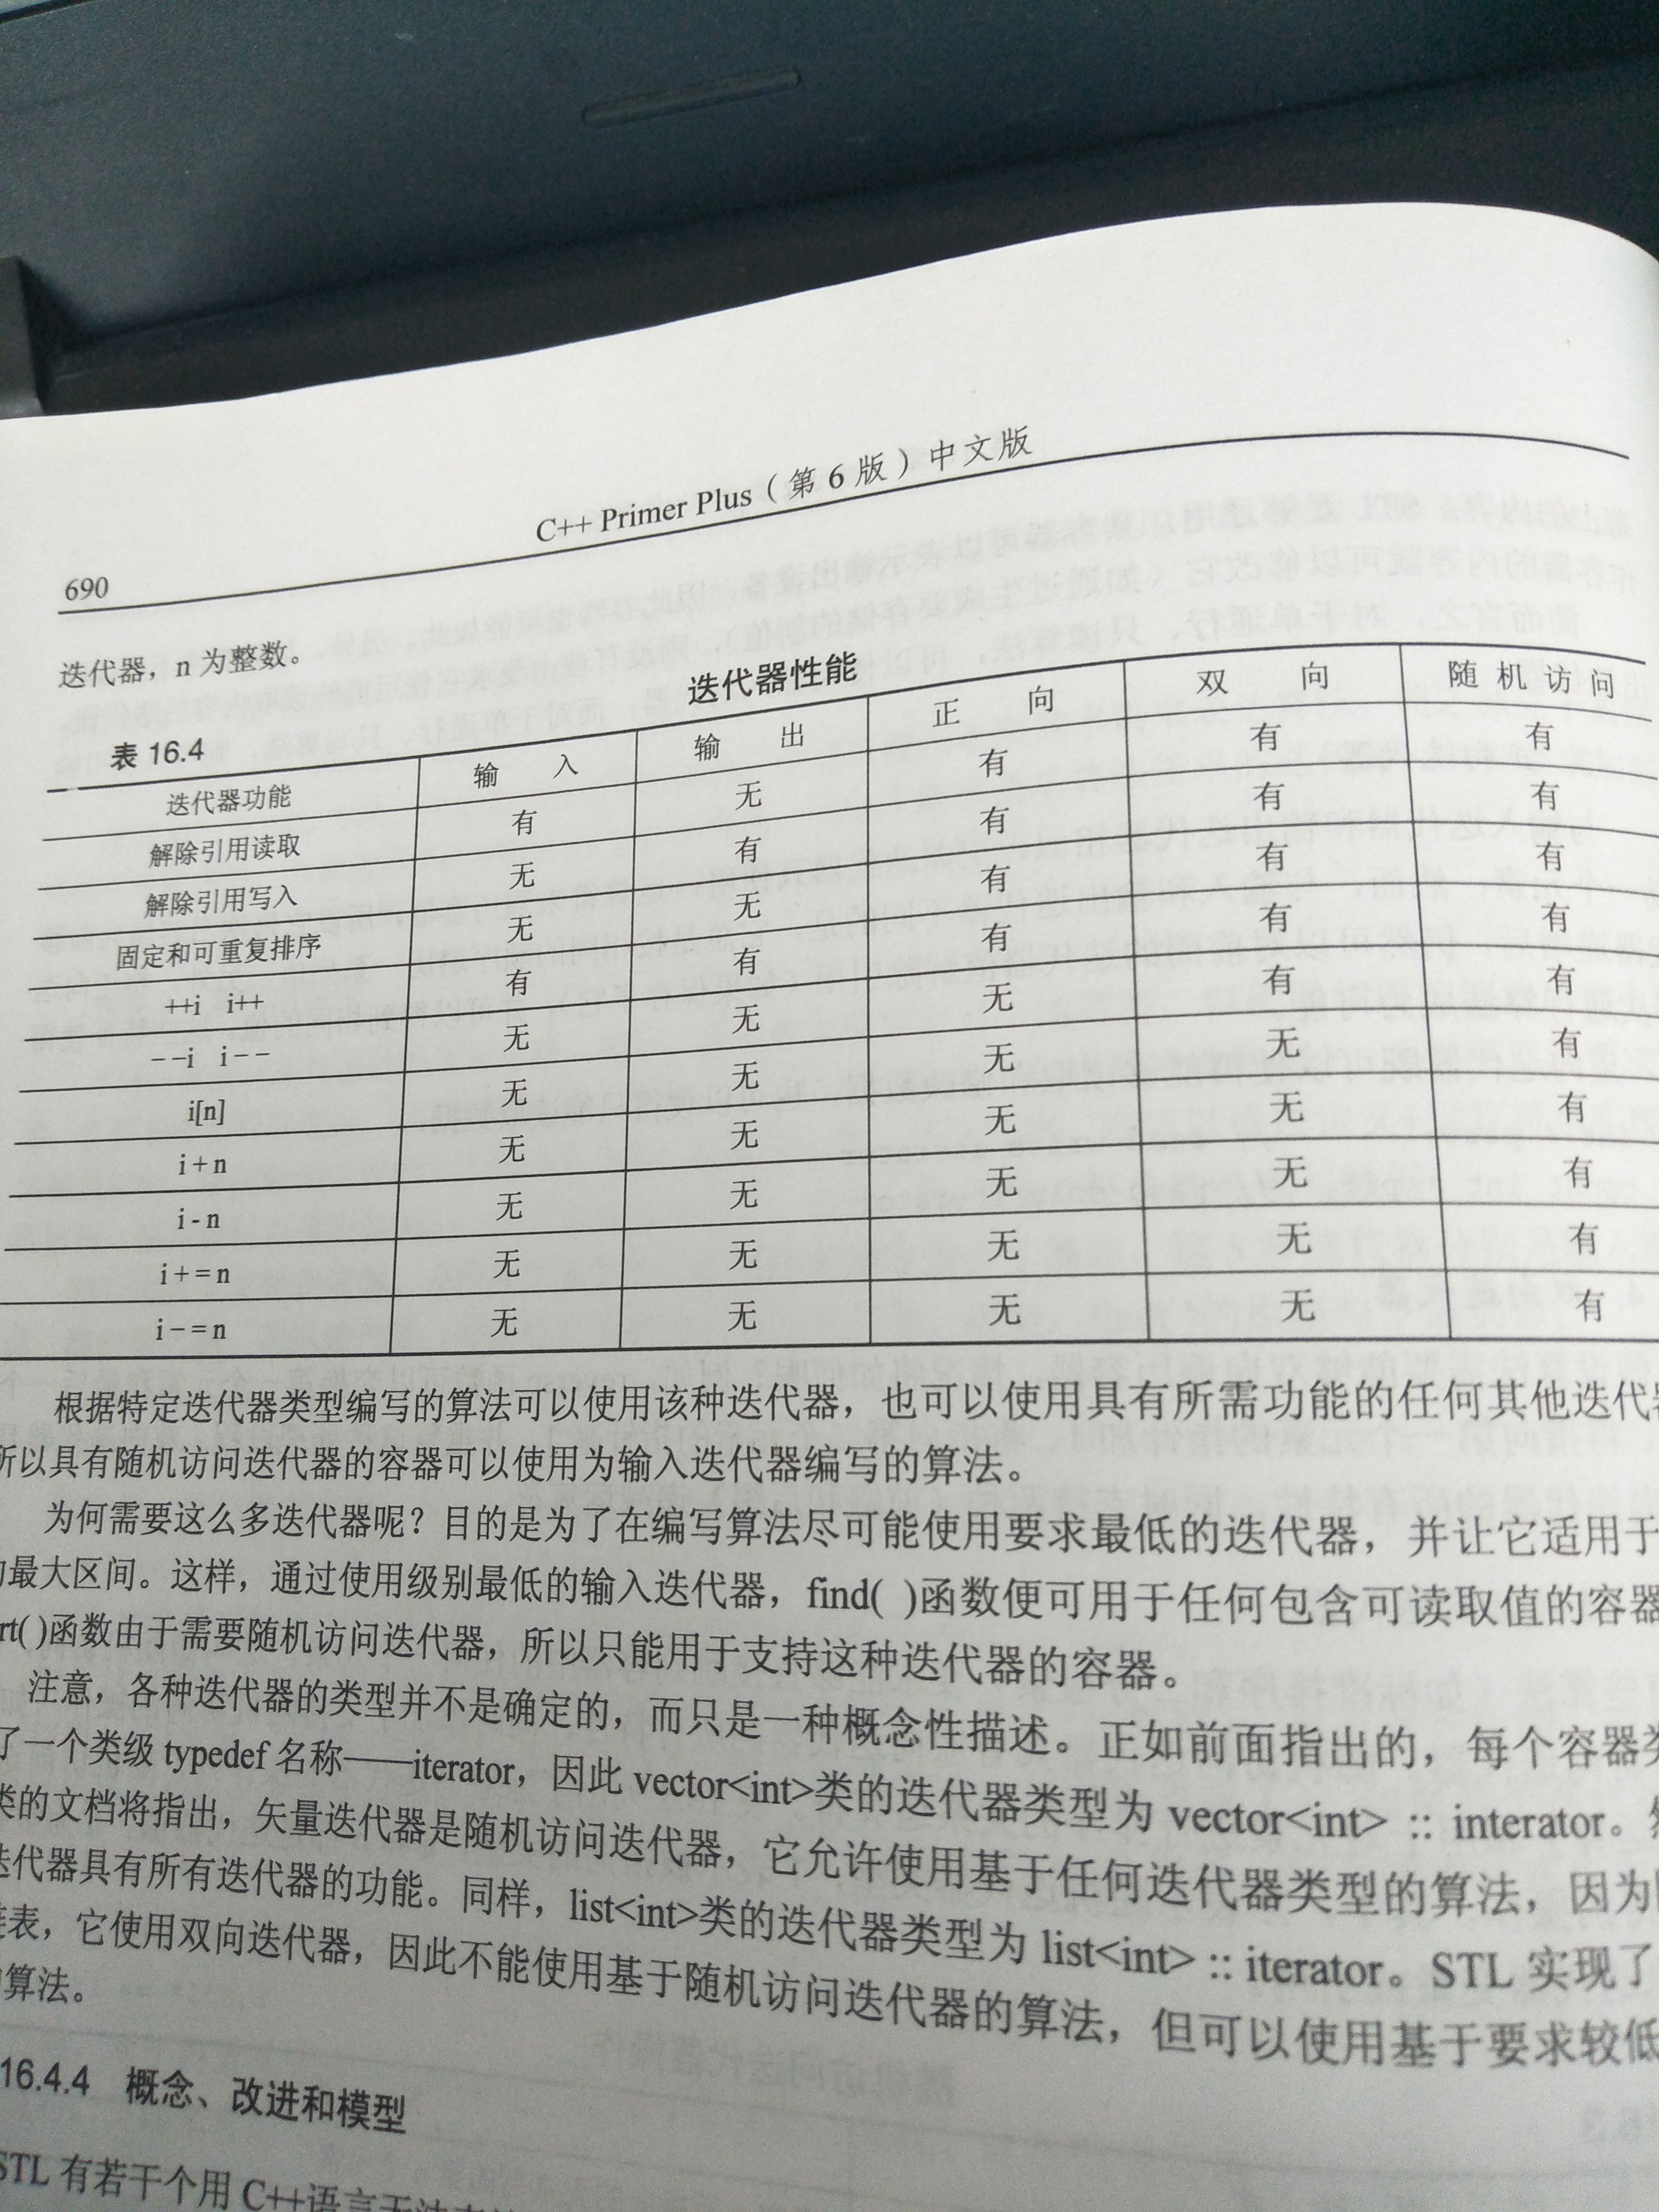 C++ Primer Plus（第 6 版）中文版
690
迭代器，n 为整数。
表 16.4 迭代器性能
迭代器功能 输 入 输 出 正 向 双 向 随 机 访 问
解除引用读取 有 无 有 有 有
解除引用写入 无 有 有 有 有
固定和可重复排序 无 无 有 有 有
++i i++ 有 有 有 有 有
--i i-- 无 无 无 有 有
i[n] 无 无 无 无 有
i+n 无 无 无 无 有
i-n 无 无 无 无 有
i+=n 无 无 无 无 有
i-=n 无 无 无 无 有
根据特定迭代器类型编写的算法可以使用该种迭代器，也可以使用具有所需功能的任何其他迭代
所以具有随机访问迭代器的容器可以使用为输入迭代器编写的算法。
为何需要这么多迭代器呢？目的是为了在编写算法尽可能使用要求最低的迭代器，并让它适用于
的最大区间。这样，通过使用级别最低的输入迭代器，find( )函数便可用于任何包含可读取值的容器
rt( )函数由于需要随机访问迭代器，所以只能用于支持这种迭代器的容器。
注意，各种迭代器的类型并不是确定的，而只是一种概念性描述。正如前面指出的，每个容器类
了一个类级 typedef 名称——iterator，因此 vector<int>类的迭代器类型为 vector<int> :: interator。
类的文档将指出，矢量迭代器是随机访问迭代器，它允许使用基于任何迭代器类型的算法，因为
迭代器具有所有迭代器的功能。同样，list<int>类的迭代器类型为 list<int> :: iterator。STL 实现了
链表，它使用双向迭代器，因此不能使用基于随机访问迭代器的算法，但可以使用基于要求较低
算法。
16.4.4 概念、改进和模型
STL 有若干个用 C++语言无法